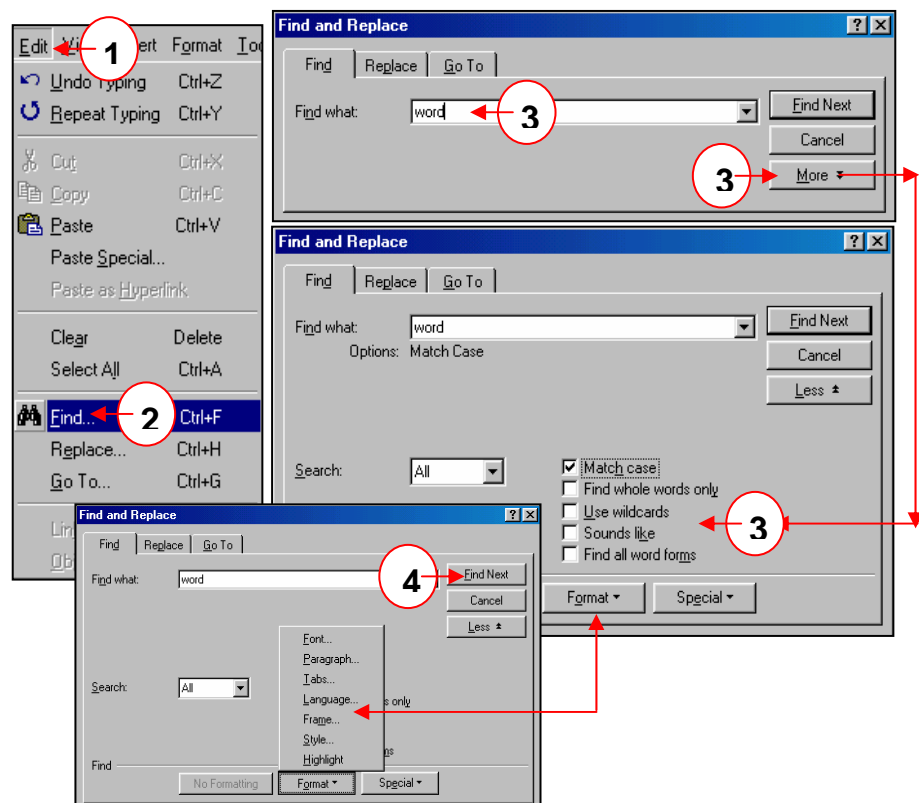 Edit ert Format
1
Undo Typing Ctrl+Z
Repeat Typing Ctrl+Y
Cut Ctrl+X
Copy Ctrl+C
Paste Ctrl+V
Paste Special...
Paste as Hyperlink
Clear Delete
Select All Ctrl+A
Find... 2 Ctrl+F
Replace... Ctrl+H
Go To... Ctrl+G
Find and Replace
Find Replace Go To
Find what: word 3 Find Next
Cancel
3 More
Find and Replace
Find Replace Go To
Find what: word Find Next
Options: Match Case Cancel
Less
Search: All Match case
Find whole words only
Use wildcards
Sounds like
Find all word forms
3
Format Special
Find and Replace
Find Replace Go To
Find what: word 4 Find Next
Cancel
Less
Font...
Paragraph...
Search: All Tabs...
Language... s only
Frame...
Style...
Highlight ns
Find
No Formatting Format Special